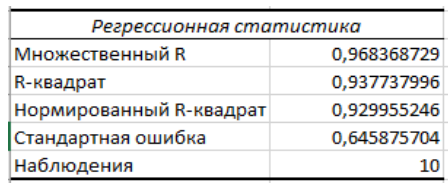 Регрессионная статистика
Множественный R 0,968368729
R-квадрат 0,937737996
Нормированный R-квадрат 0,929955246
Стандартная ошибка 0,645875704
Наблюдения 10